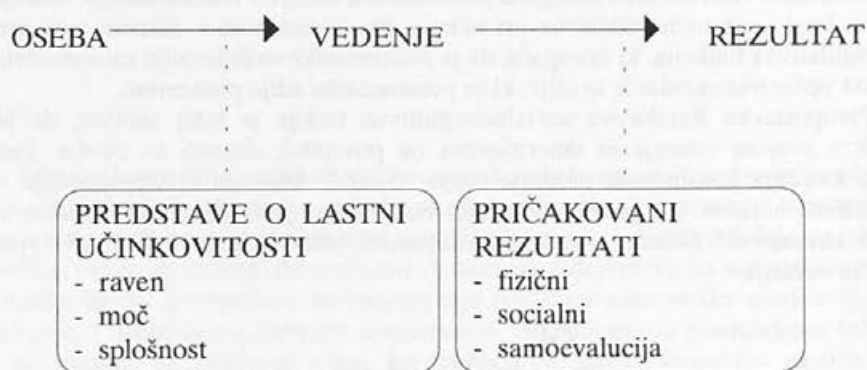 OSEBA VEDENJE REZULTAT
PREDSTAVE O LASTNI
UČINKOVITOSTI
- raven
- moč
- splošnost
PRIČAKOVANI
REZULTATI
- fizični
- socialni
- samoevalucija